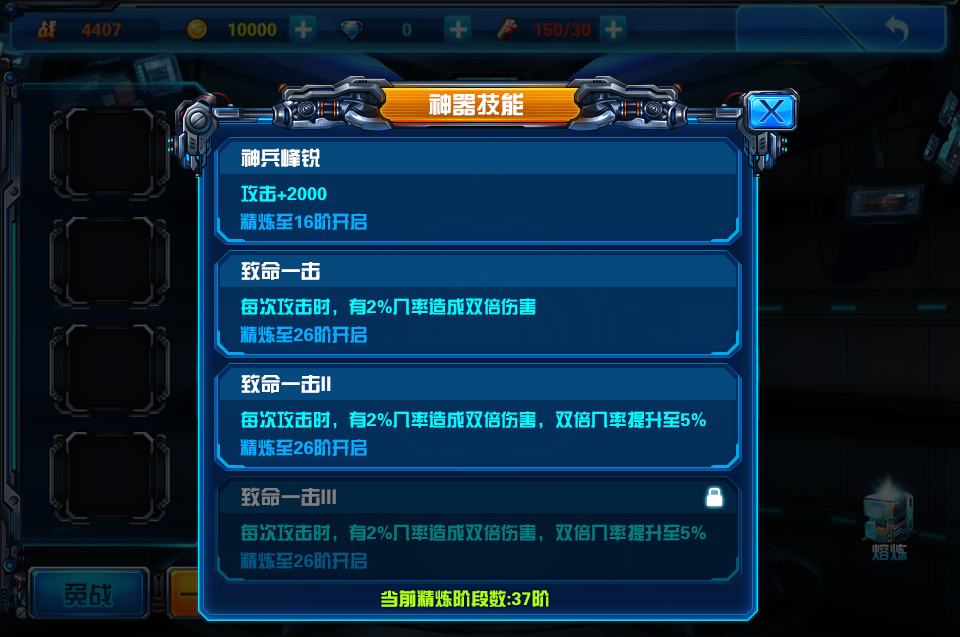 战 4407 10000 0 150/30
神器技能
神兵峰锐
攻击+2000
精炼至16阶开启
致命一击
每次攻击时，有2%几率造成双倍伤害
精炼至26阶开启
致命一击II
每次攻击时，有2%几率造成双倍伤害，双倍几率提升至5%
精炼至26阶开启
致命一击III
每次攻击时，有2%几率造成双倍伤害，双倍几率提升至5%
精炼至26阶开启
熔炼
免战
当前精炼阶段数:37阶